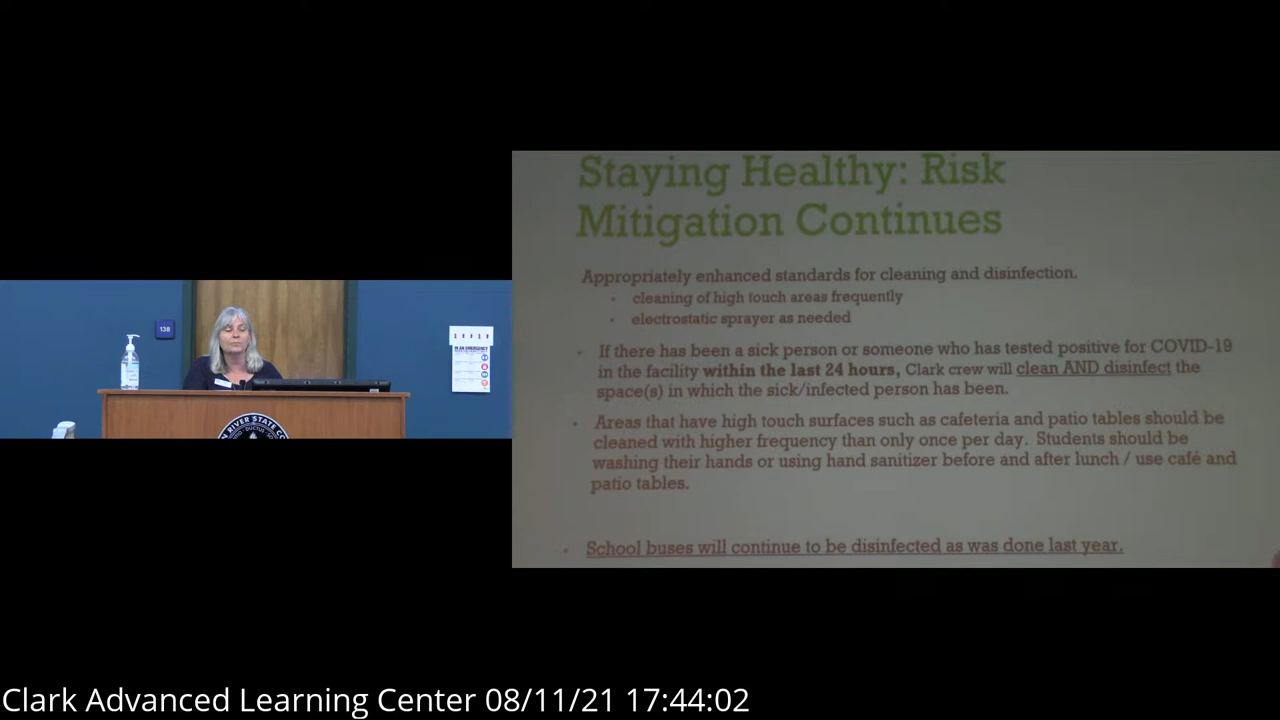 Staying Healthy: Risk
Mitigation Continues
Appropriately enhanced standards for cleaning and disinfection.
cleaning of high touch areas frequently
electrostatic sprayer as needed
If there has been a sick person or someone who has tested positive for COVID-19
in the facility within the last 24 hours, Clark crew will clean AND disinfect the
space(s) in which the sick/infected person has been.
Areas that have high touch surfaces such as cafeteria and patio tables should be
cleaned with higher frequency than only once per day. Students should be
washing their hands or using hand sanitizer before and after lunch / use café and
patio tables.
School buses will continue to be disinfected as was done last year.
138
IN AN EMERGENCY
N RIVER STATE CO
Clark Advanced Learning Center 08/11/21 17:44:02